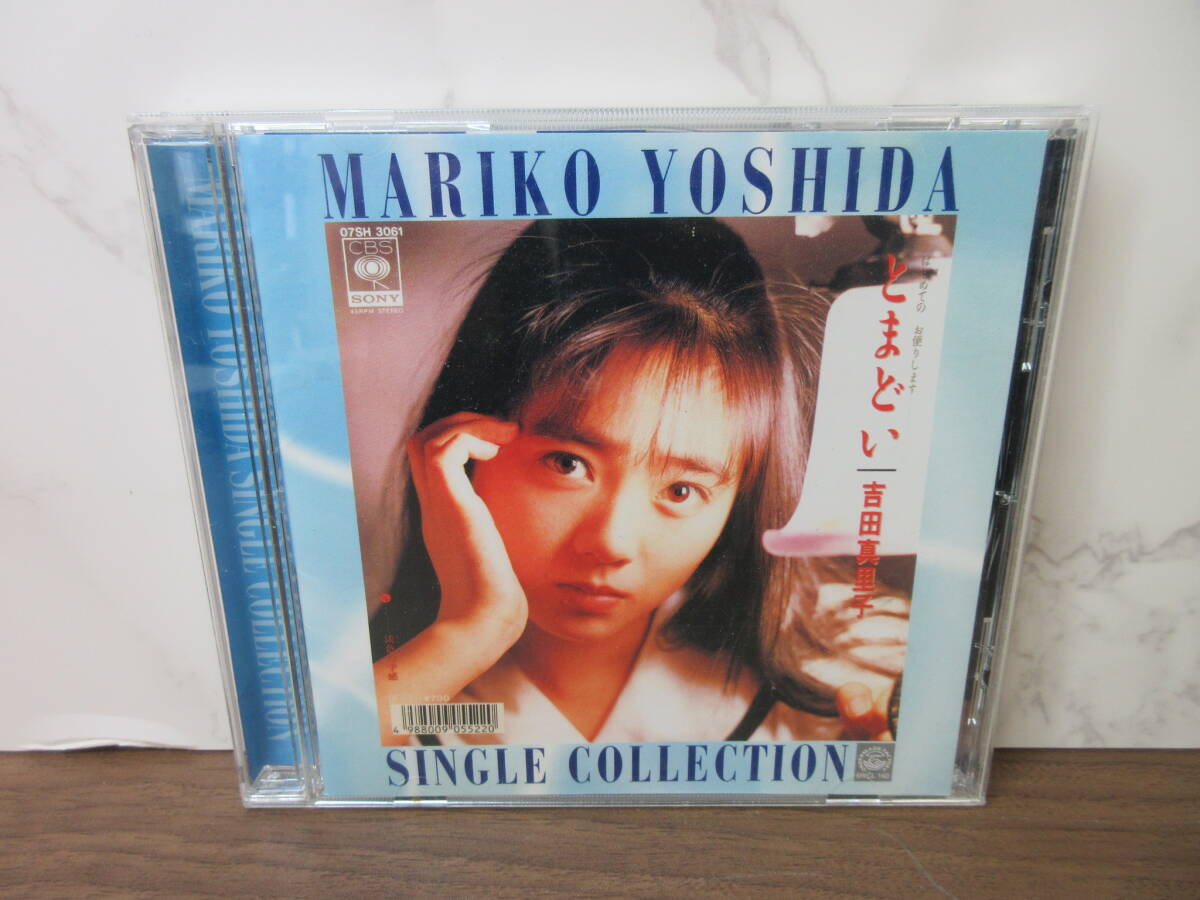 MARIKO YOSHIDA
07SH 3061
CBS
SONY
45RPM STEREO
はじめての お便りします
とまどい
吉田真里子
¥700
4 988009 055220
SINGLE COLLECTION
MARIKO YOSHIDA SINGLE COLLECTION